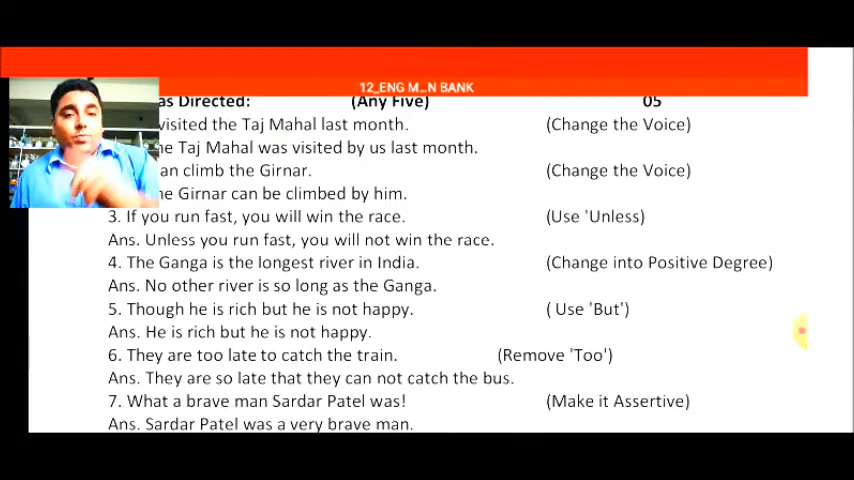 12_ENG M...N BANK
as Directed: (Any Five) 05
visited the Taj Mahal last month. (Change the Voice)
he Taj Mahal was visited by us last month.
an climb the Girnar. (Change the Voice)
he Girnar can be climbed by him.
3. If you run fast, you will win the race. (Use 'Unless)
Ans. Unless you run fast, you will not win the race.
4. The Ganga is the longest river in India. (Change into Positive Degree)
Ans. No other river is so long as the Ganga.
5. Though he is rich but he is not happy. ( Use 'But')
Ans. He is rich but he is not happy.
6. They are too late to catch the train. (Remove 'Too')
Ans. They are so late that they can not catch the bus.
7. What a brave man Sardar Patel was! (Make it Assertive)
Ans. Sardar Patel was a very brave man.